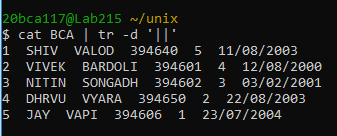 20bca117@Lab215 ~/unix
$ cat BCA | tr -d '||'
1  SHIV  VALOD  394640  5  11/08/2003
2  VIVEK  BARDOLI  394601  4  12/08/2000
3  NITIN  SONGADH  394602  3  03/02/2001
4  DHRVU  VYARA  394650  2  22/08/2003
5  JAY  VAPI  394606  1  23/07/2004